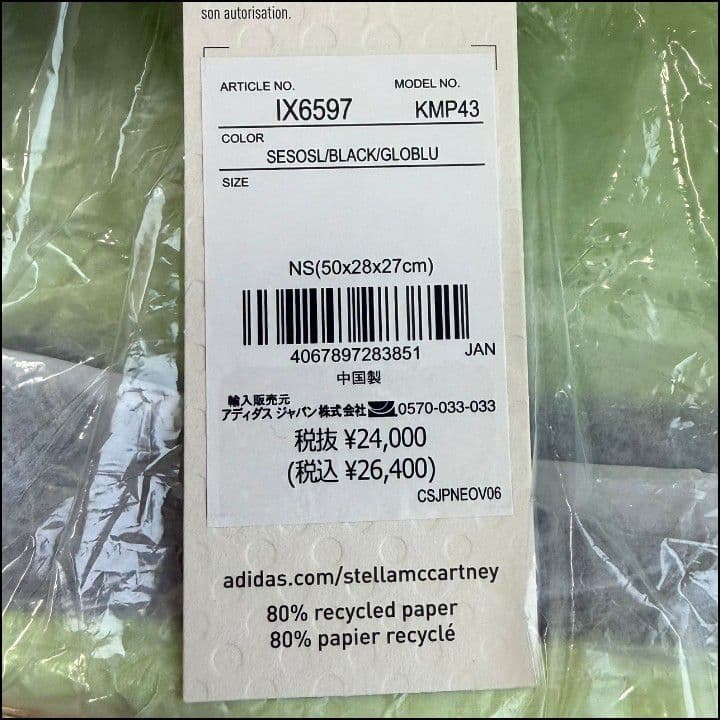 son autorisation.
ARTICLE NO. MODEL NO.
IX6597 KMP43
COLOR
SESOSL/BLACK/GLOBLU
SIZE
NS(50x28x27cm)
4067897283851 JAN
中国製
輸入販売元
アディダス ジャパン株式会社 0570-033-033
税抜 ¥24,000
(税込 ¥26,400)
CSJPNEOV06
adidas.com/stellamccartney
80% recycled paper
80% papier recyclé